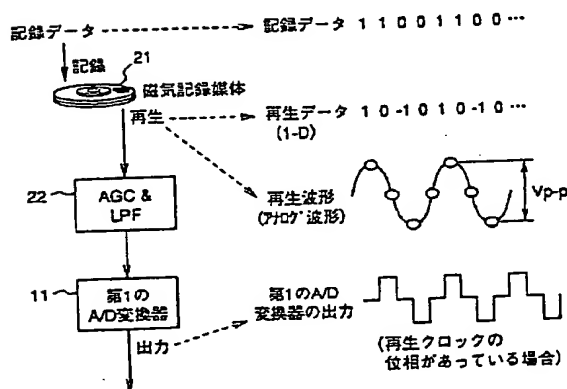 記録データ
記録データ 1 1 0 0 1 1 0 0 …
記録
21
磁気記録媒体
再生
再生データ 1 0 -1 0 1 0 -1 0 …
(1-D)
22
AGC &
LPF
再生波形
(アナログ波形)
Vp-p
11
第1の
A/D変換器
第1のA/D
変換器の出力
出力
(再生クロックの
位相があっている場合)